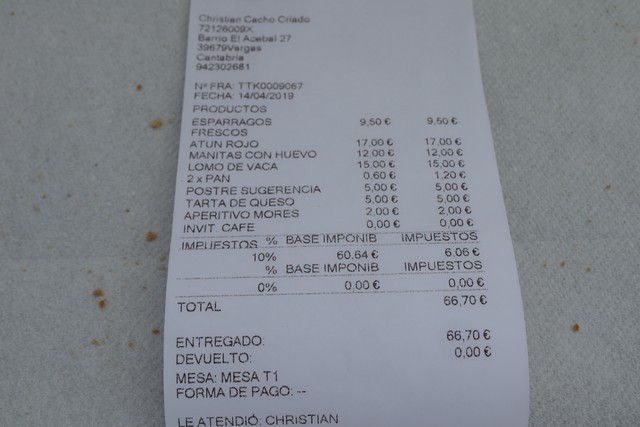 Christian Cacho Criado
72126009X
Barrio El Acebal 27
39679Vargas
Cantabria
942302681
Nº FRA: TTK0009067
FECHA: 14/04/2019
PRODUCTOS
ESPARRAGOS 9,50 € 9,50 €
FRESCOS
ATUN ROJO 17,00 € 17,00 €
MANITAS CON HUEVO 12,00 € 12,00 €
LOMO DE VACA 15,00 € 15,00 €
2 x PAN 0,60 € 1,20 €
POSTRE SUGERENCIA 5,00 € 5,00 €
TARTA DE QUESO 5,00 € 5,00 €
APERITIVO MORES 2,00 € 2,00 €
INVIT. CAFE 0,00 € 0,00 €
IMPUESTOS % BASE IMPONIB IMPUESTOS
10% 60,64 € 6,06 €
% BASE IMPONIB IMPUESTOS
0% 0,00 € 0,00 €
TOTAL 66,70 €
ENTREGADO: 66,70 €
DEVUELTO: 0,00 €
MESA: MESA T1
FORMA DE PAGO: --
LE ATENDIÓ: CHRISTIAN